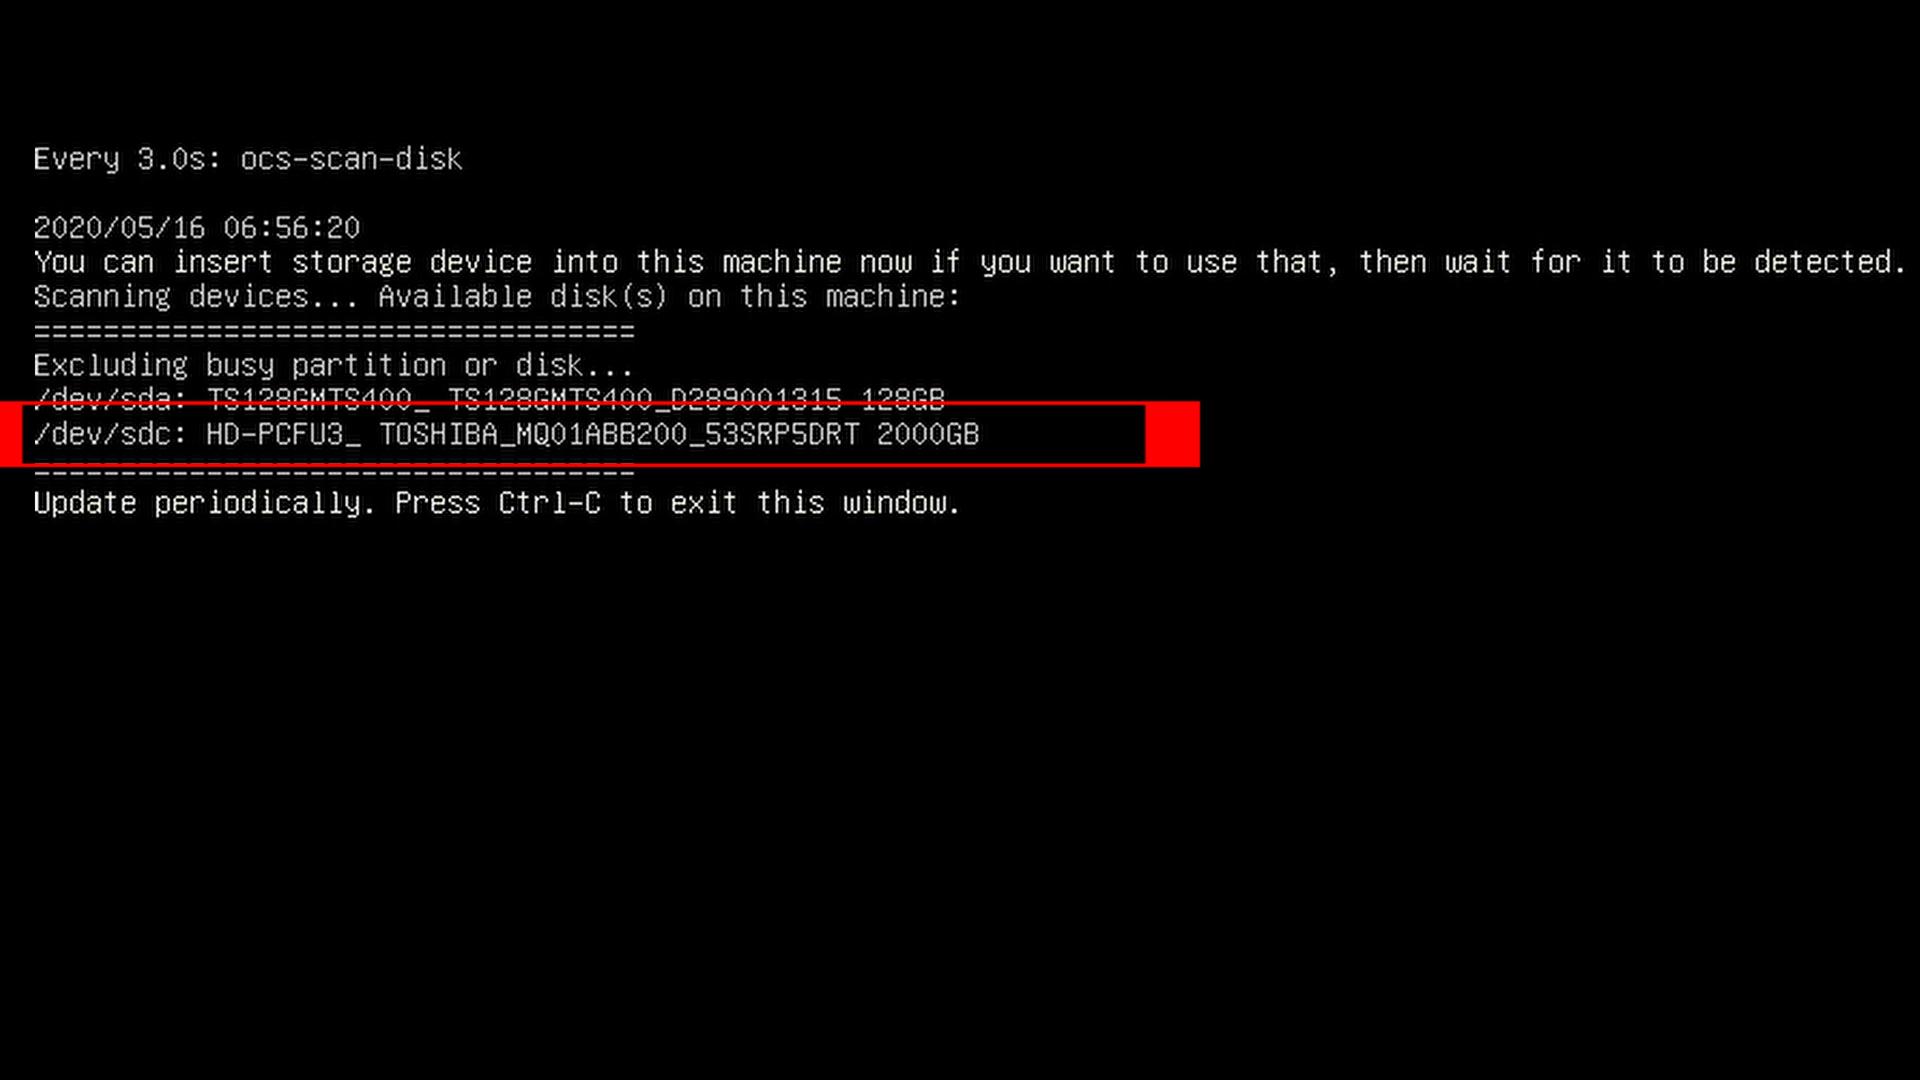 Every 3.0s: ocs-scan-disk
2020/05/16 06:56:20
You can insert storage device into this machine now if you want to use that, then wait for it to be detected.
Scanning devices... Available disk(s) on this machine:
===================================
Excluding busy partition or disk...
/dev/sda: TS128GMTS400_ TS128GMTS400_D289001315 128GB
/dev/sdc: HD-PCFU3_ TOSHIBA_MQ01ABB200_53SRP5DRT 2000GB
===================================
Update periodically. Press Ctrl-C to exit this window.